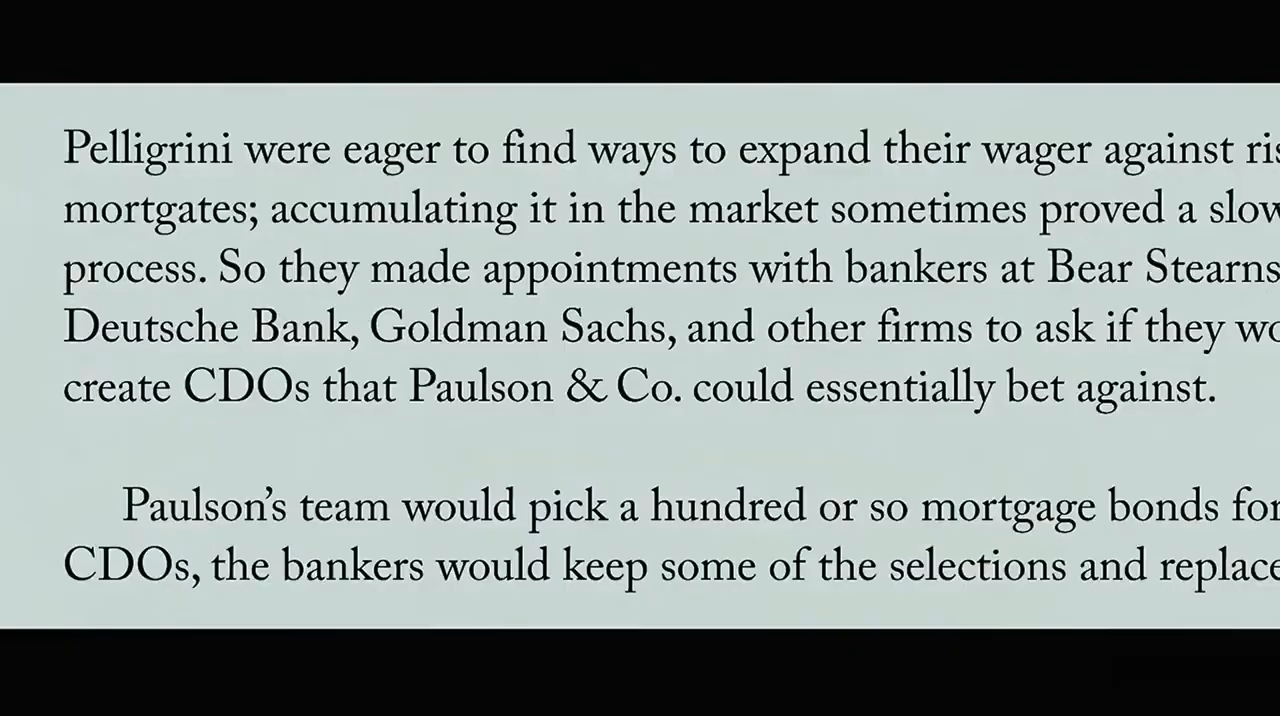 Pelligrini were eager to find ways to expand their wager against ris
mortgates; accumulating it in the market sometimes proved a slow
process. So they made appointments with bankers at Bear Stearns
Deutsche Bank, Goldman Sachs, and other firms to ask if they wo
create CDOs that Paulson & Co. could essentially bet against.
Paulson’s team would pick a hundred or so mortgage bonds for
CDOs, the bankers would keep some of the selections and replace